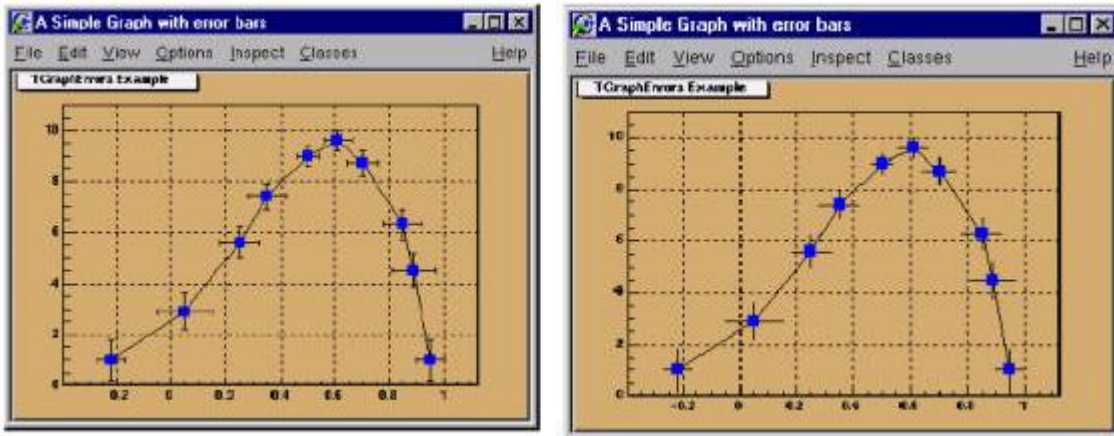 A Simple Graph with error bars
File Edit View Options Inspect Classes Help
TGraphErrors Example
10
8
6
4
2
0
0.2 0 0.2 0.4 0.6 0.8 1
A Simple Graph with error bars
File Edit View Options Inspect Classes Help
TGraphErrors Example
10
8
6
4
2
0
-0.2 0 0.2 0.4 0.6 0.8 1